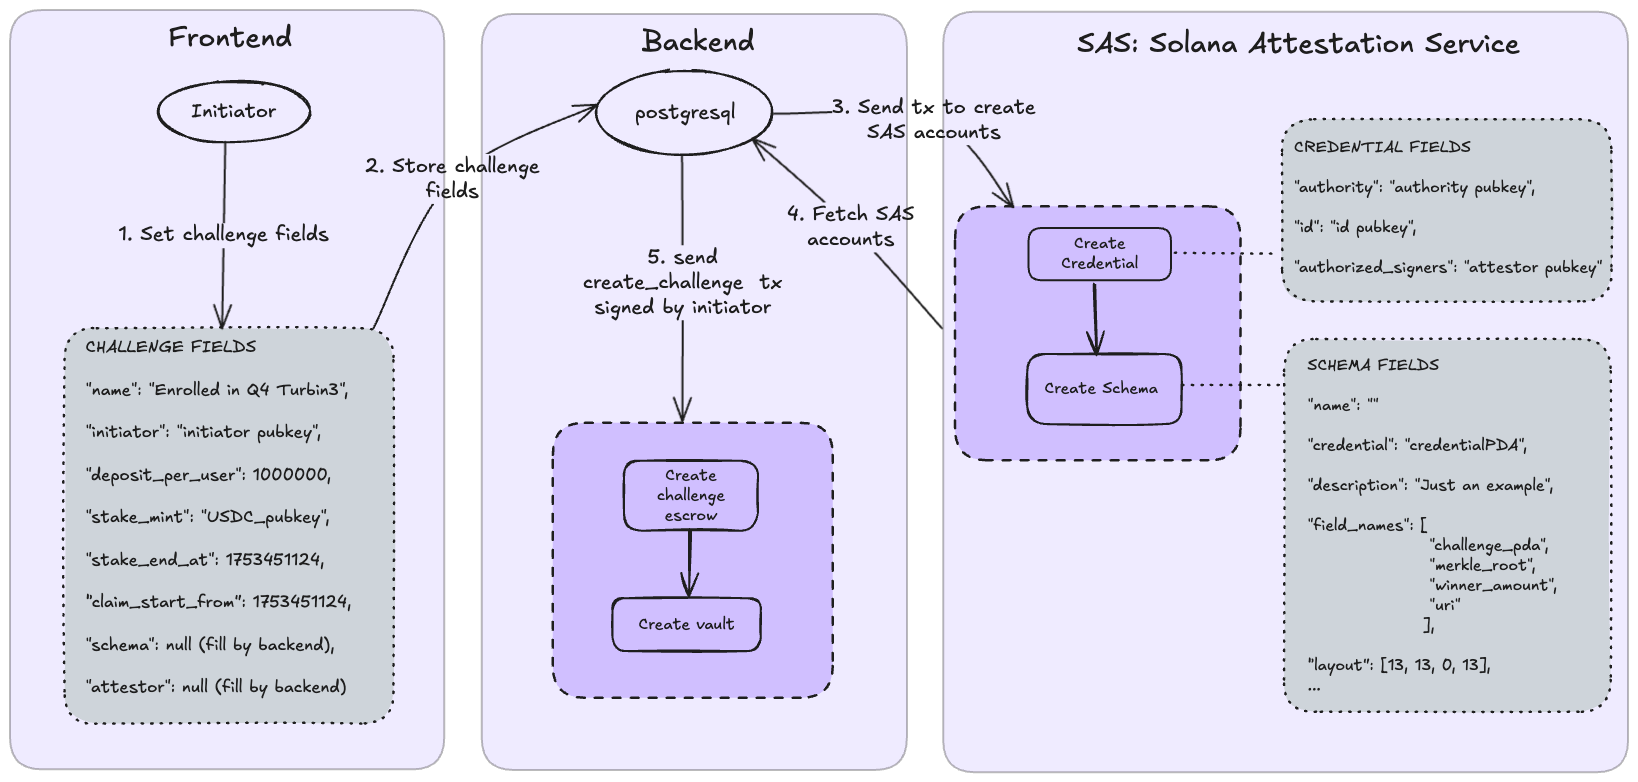 Frontend
Initiator
1. Set challenge fields
CHALLENGE FIELDS
"name": "Enrolled in Q4 Turbin3",
"initiator": "initiator pubkey",
"deposit_per_user": 1000000,
"stake_mint": "USDC_pubkey",
"stake_end_at": 1753451124,
"claim_start_from": 1753451124,
"schema": null (fill by backend),
"attestor": null (fill by backend)
2. Store challenge
fields
Backend
postgresql
5. send
create_challenge tx
signed by initiator
Create
challenge
escrow
Create vault
3. Send tx to create
SAS accounts
4. Fetch SAS
accounts
SAS: Solana Attestation Service
Create
Credential
Create Schema
CREDENTIAL FIELDS
"authority": "authority pubkey",
"id": "id pubkey",
"authorized_signers": "attestor pubkey"
SCHEMA FIELDS
"name": ""
"credential": "credentialPDA",
"description": "Just an example",
"field_names": [
"challenge_pda",
"merkle_root",
"winner_amount",
"uri"
],
"layout": [13, 13, 0, 13],
...